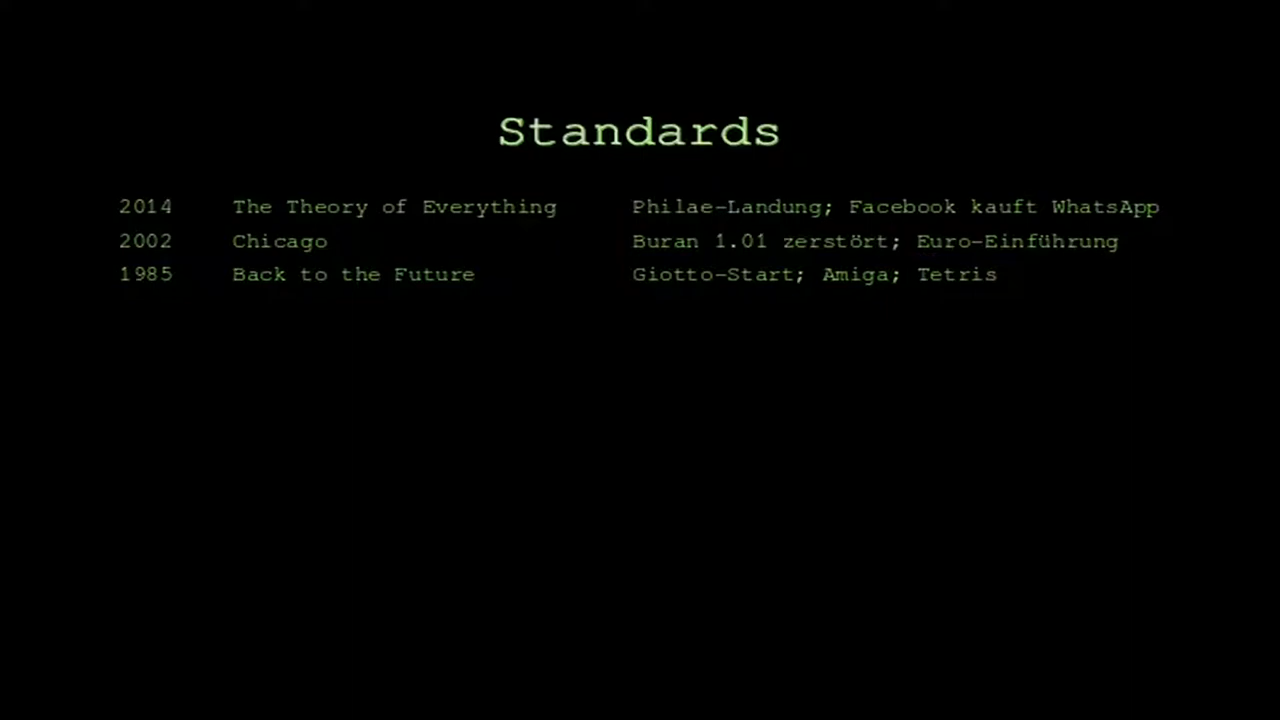 Standards
2014 The Theory of Everything Philae-Landung; Facebook kauft WhatsApp
2002 Chicago Buran 1.01 zerstört; Euro-Einführung
1985 Back to the Future Giotto-Start; Amiga; Tetris